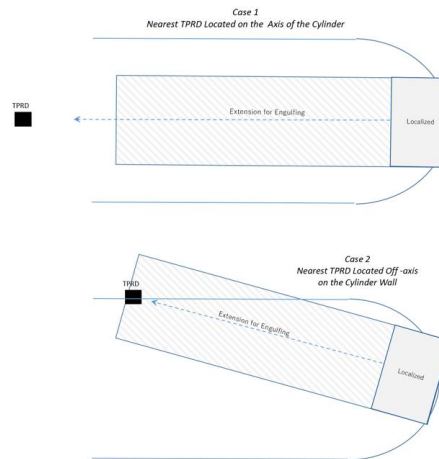 Case 1
Nearest TPRD Located on the Axis of the Cylinder
TPRD
Extension for Engulfing
Localized
Case 2
Nearest TPRD Located Off -axis
on the Cylinder Wall
TPRD
Extension for Engulfing
Localized